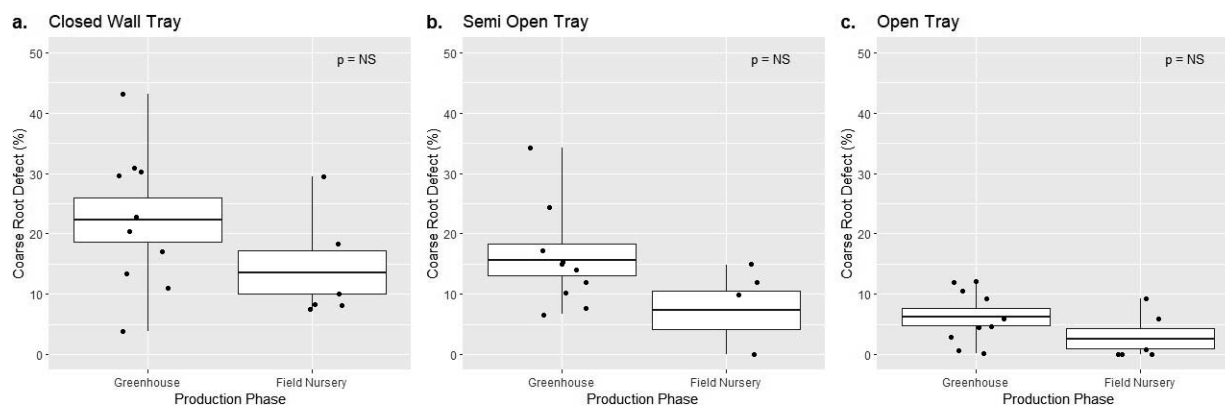 a. Closed Wall Tray
50
40
30
20
10
0
Coarse Root Defect (%)
p = NS
Greenhouse
Field Nursery
Production Phase
b. Semi Open Tray
50
40
30
20
10
0
Coarse Root Defect (%)
p = NS
Greenhouse
Field Nursery
Production Phase
c. Open Tray
50
40
30
20
10
0
Coarse Root Defect (%)
p = NS
Greenhouse
Field Nursery
Production Phase